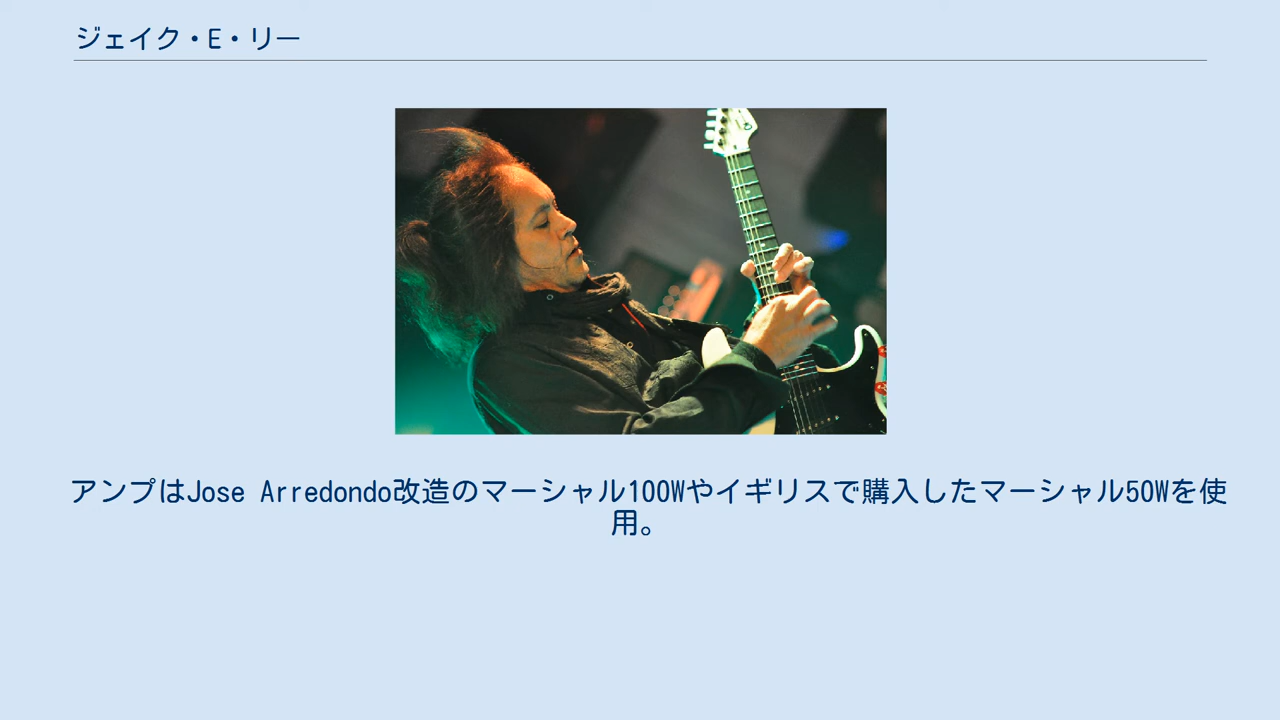 ジェイク・E・リー
アンプはJose Arredondo改造のマーシャル100Wやイギリスで購入したマーシャル50Wを使
用。